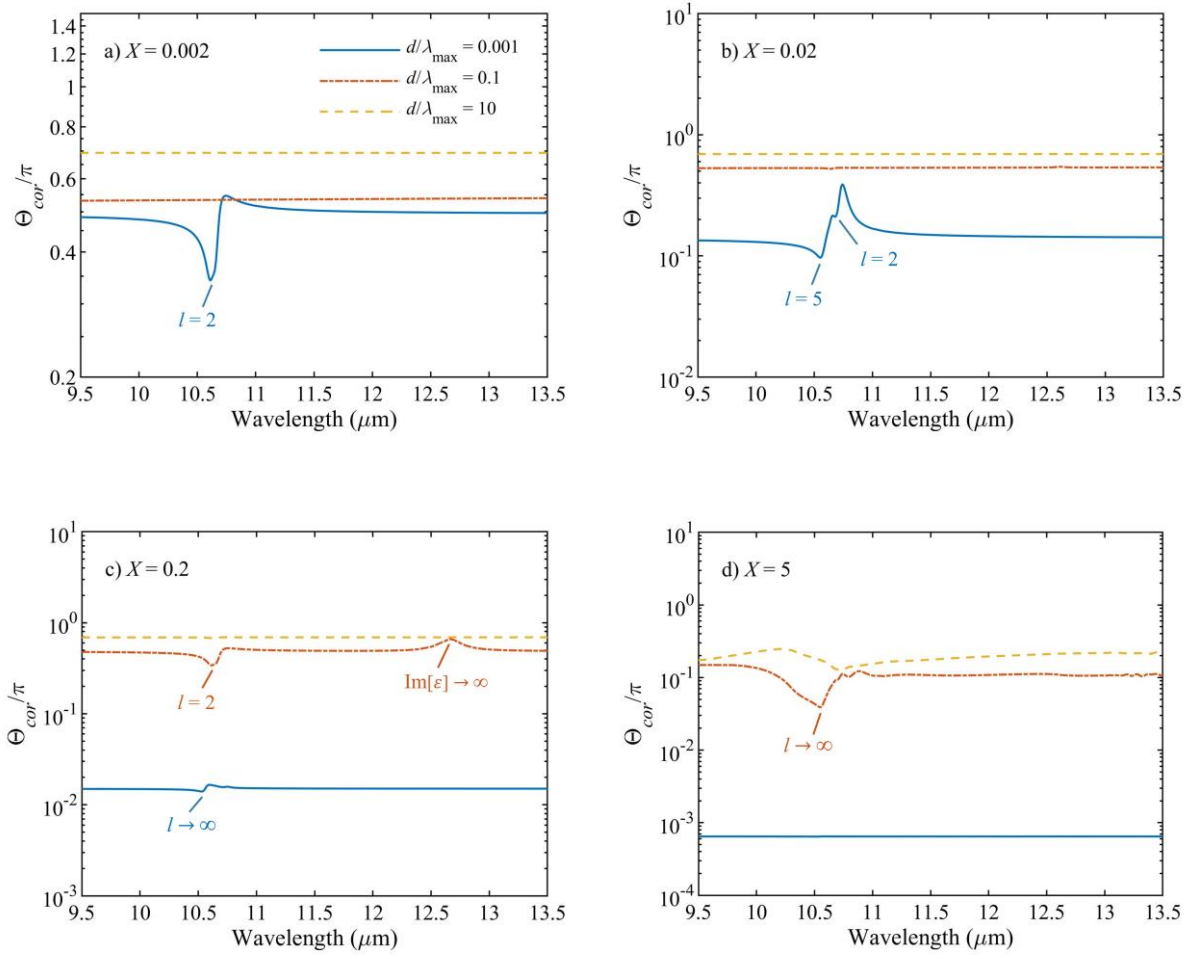 a) X = 0.002
d/λmax = 0.001
d/λmax = 0.1
d/λmax = 10
l = 2
1.4
1.2
1
0.8
0.6
0.4
0.2
Θcor/π
9.5 10 10.5 11 11.5 12 12.5 13 13.5
Wavelength (μm)
b) X = 0.02
l = 2
l = 5
10^1
10^0
10^-1
10^-2
Θcor/π
9.5 10 10.5 11 11.5 12 12.5 13 13.5
Wavelength (μm)
c) X = 0.2
l = 2
Im[ε] → ∞
l → ∞
10^1
10^0
10^-1
10^-2
10^-3
Θcor/π
9.5 10 10.5 11 11.5 12 12.5 13 13.5
Wavelength (μm)
d) X = 5
l → ∞
10^1
10^0
10^-1
10^-2
10^-3
10^-4
Θcor/π
9.5 10 10.5 11 11.5 12 12.5 13 13.5
Wavelength (μm)